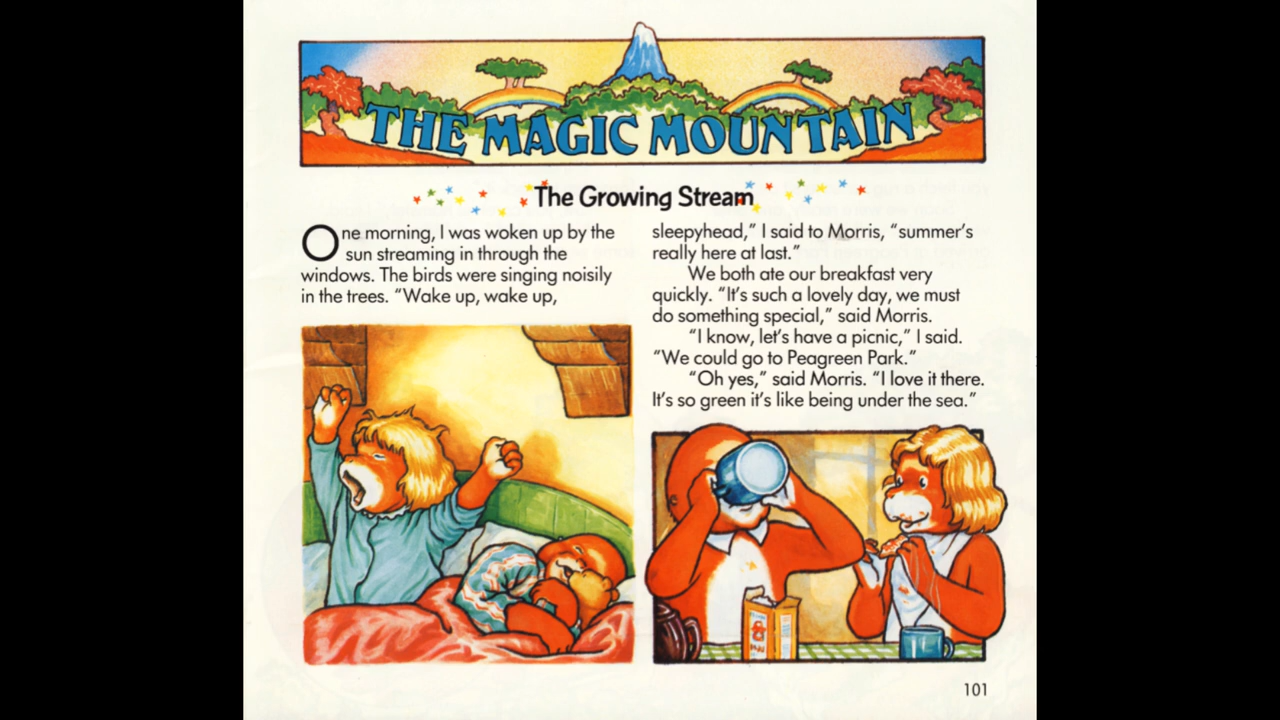 THE MAGIC MOUNTAIN
The Growing Stream
One morning, I was woken up by the
sun streaming in through the
windows. The birds were singing noisily
in the trees. “Wake up, wake up,
sleepyhead,” I said to Morris, “summer’s
really here at last.”
We both ate our breakfast very
quickly. “It’s such a lovely day, we must
do something special,” said Morris.
“I know, let’s have a picnic,” I said.
“We could go to Peagreen Park.”
“Oh yes,” said Morris. “I love it there.
It’s so green it’s like being under the sea.”
101